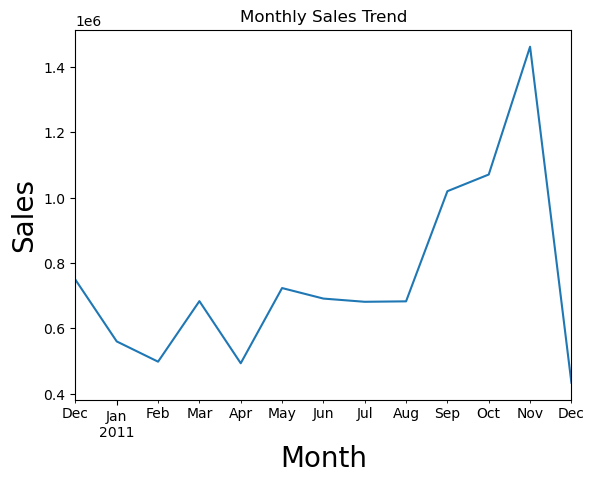 Monthly Sales Trend
1e6
1.4
1.2
1.0
0.8
0.6
0.4
Sales
Dec Jan Feb Mar Apr May Jun Jul Aug Sep Oct Nov Dec
2011
Month